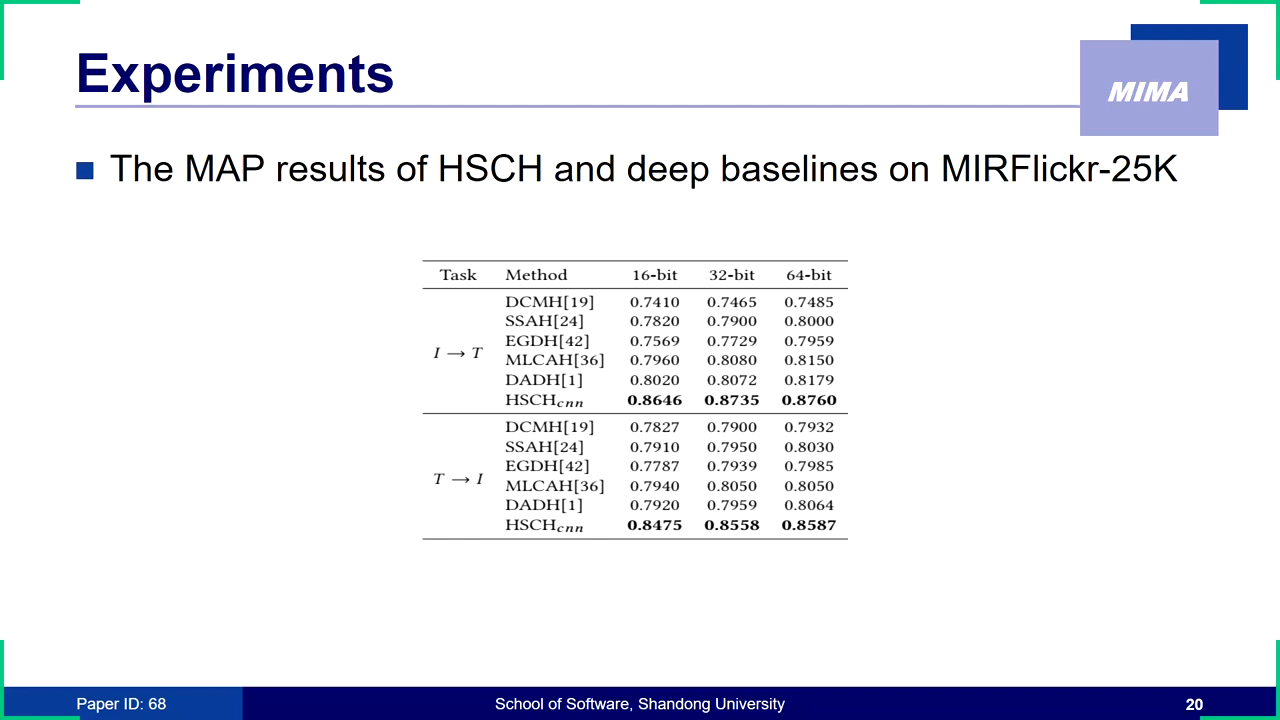 Experiments
MIMA
The MAP results of HSCH and deep baselines on MIRFlickr-25K
Task Method 16-bit 32-bit 64-bit
DCMH[19] 0.7410 0.7465 0.7485
SSAH[24] 0.7820 0.7900 0.8000
EGDH[42] 0.7569 0.7729 0.7959
I → T
MLCAH[36] 0.7960 0.8080 0.8150
DADH[1] 0.8020 0.8072 0.8179
HSCHcnn 0.8646 0.8735 0.8760
DCMH[19] 0.7827 0.7900 0.7932
SSAH[24] 0.7910 0.7950 0.8030
EGDH[42] 0.7787 0.7939 0.7985
T → I
MLCAH[36] 0.7940 0.8050 0.8050
DADH[1] 0.7920 0.7959 0.8064
HSCHcnn 0.8475 0.8558 0.8587
Paper ID: 68 School of Software, Shandong University 20